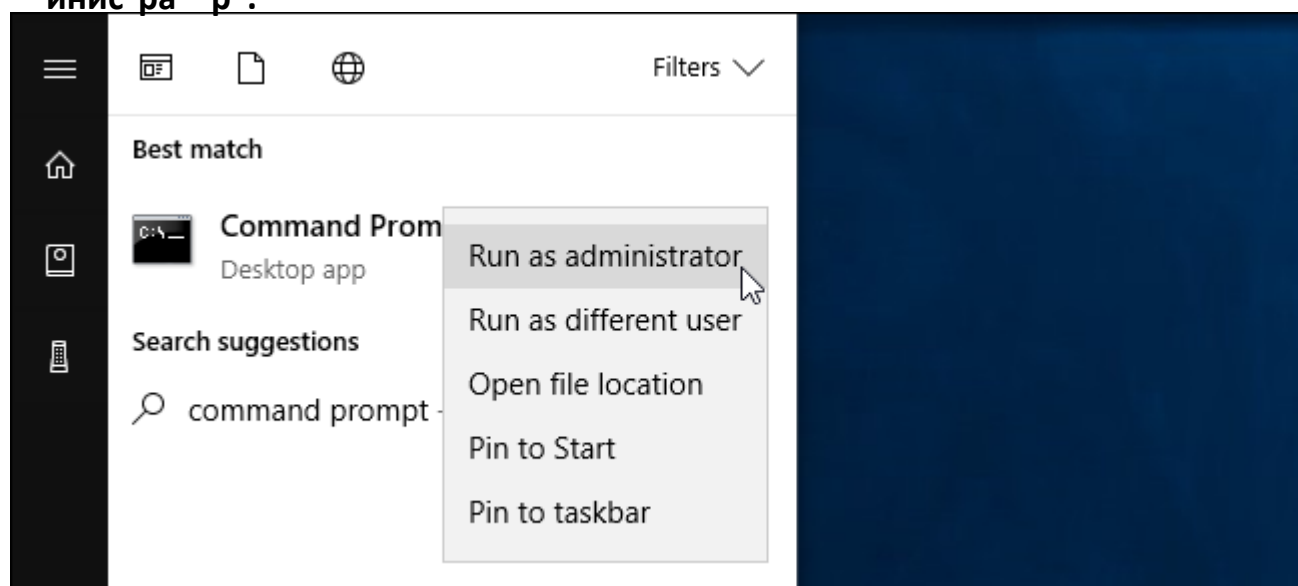 Filters
Best match
C:\_
Command Prom
Desktop app
Run as administrator
Run as different user
Search suggestions
Open file location
command prompt -
Pin to Start
Pin to taskbar